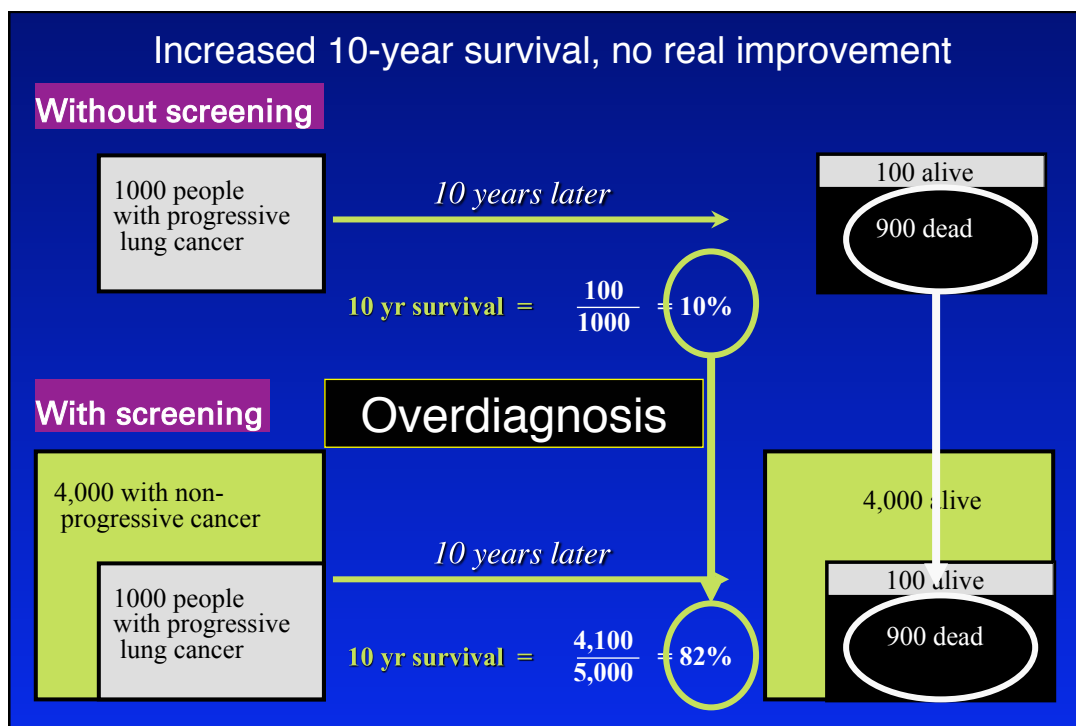 Increased 10-year survival, no real improvement
Without screening
1000 people
with progressive
lung cancer
10 years later
100 alive
900 dead
10 yr survival = 100/1000 = 10%
With screening
Overdiagnosis
4,000 with non-
progressive cancer
1000 people
with progressive
lung cancer
10 years later
4,000 alive
100 alive
900 dead
10 yr survival = 4,100/5,000 = 82%